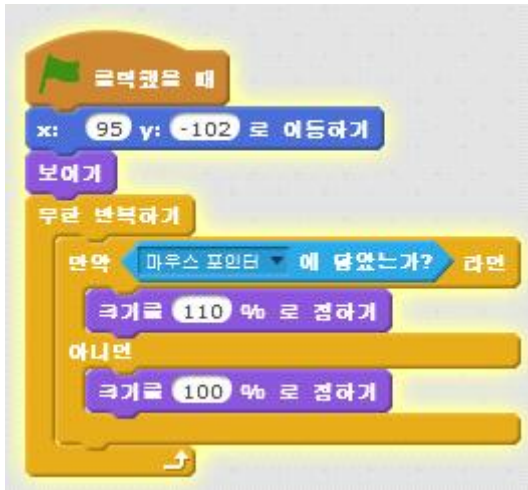 클릭했을 때
x: 95 y: -102 로 이동하기
보이기
무한 반복하기
만약 마우스 포인터 에 닿았는가? 라면
크기를 110 % 로 정하기
아니면
크기를 100 % 로 정하기